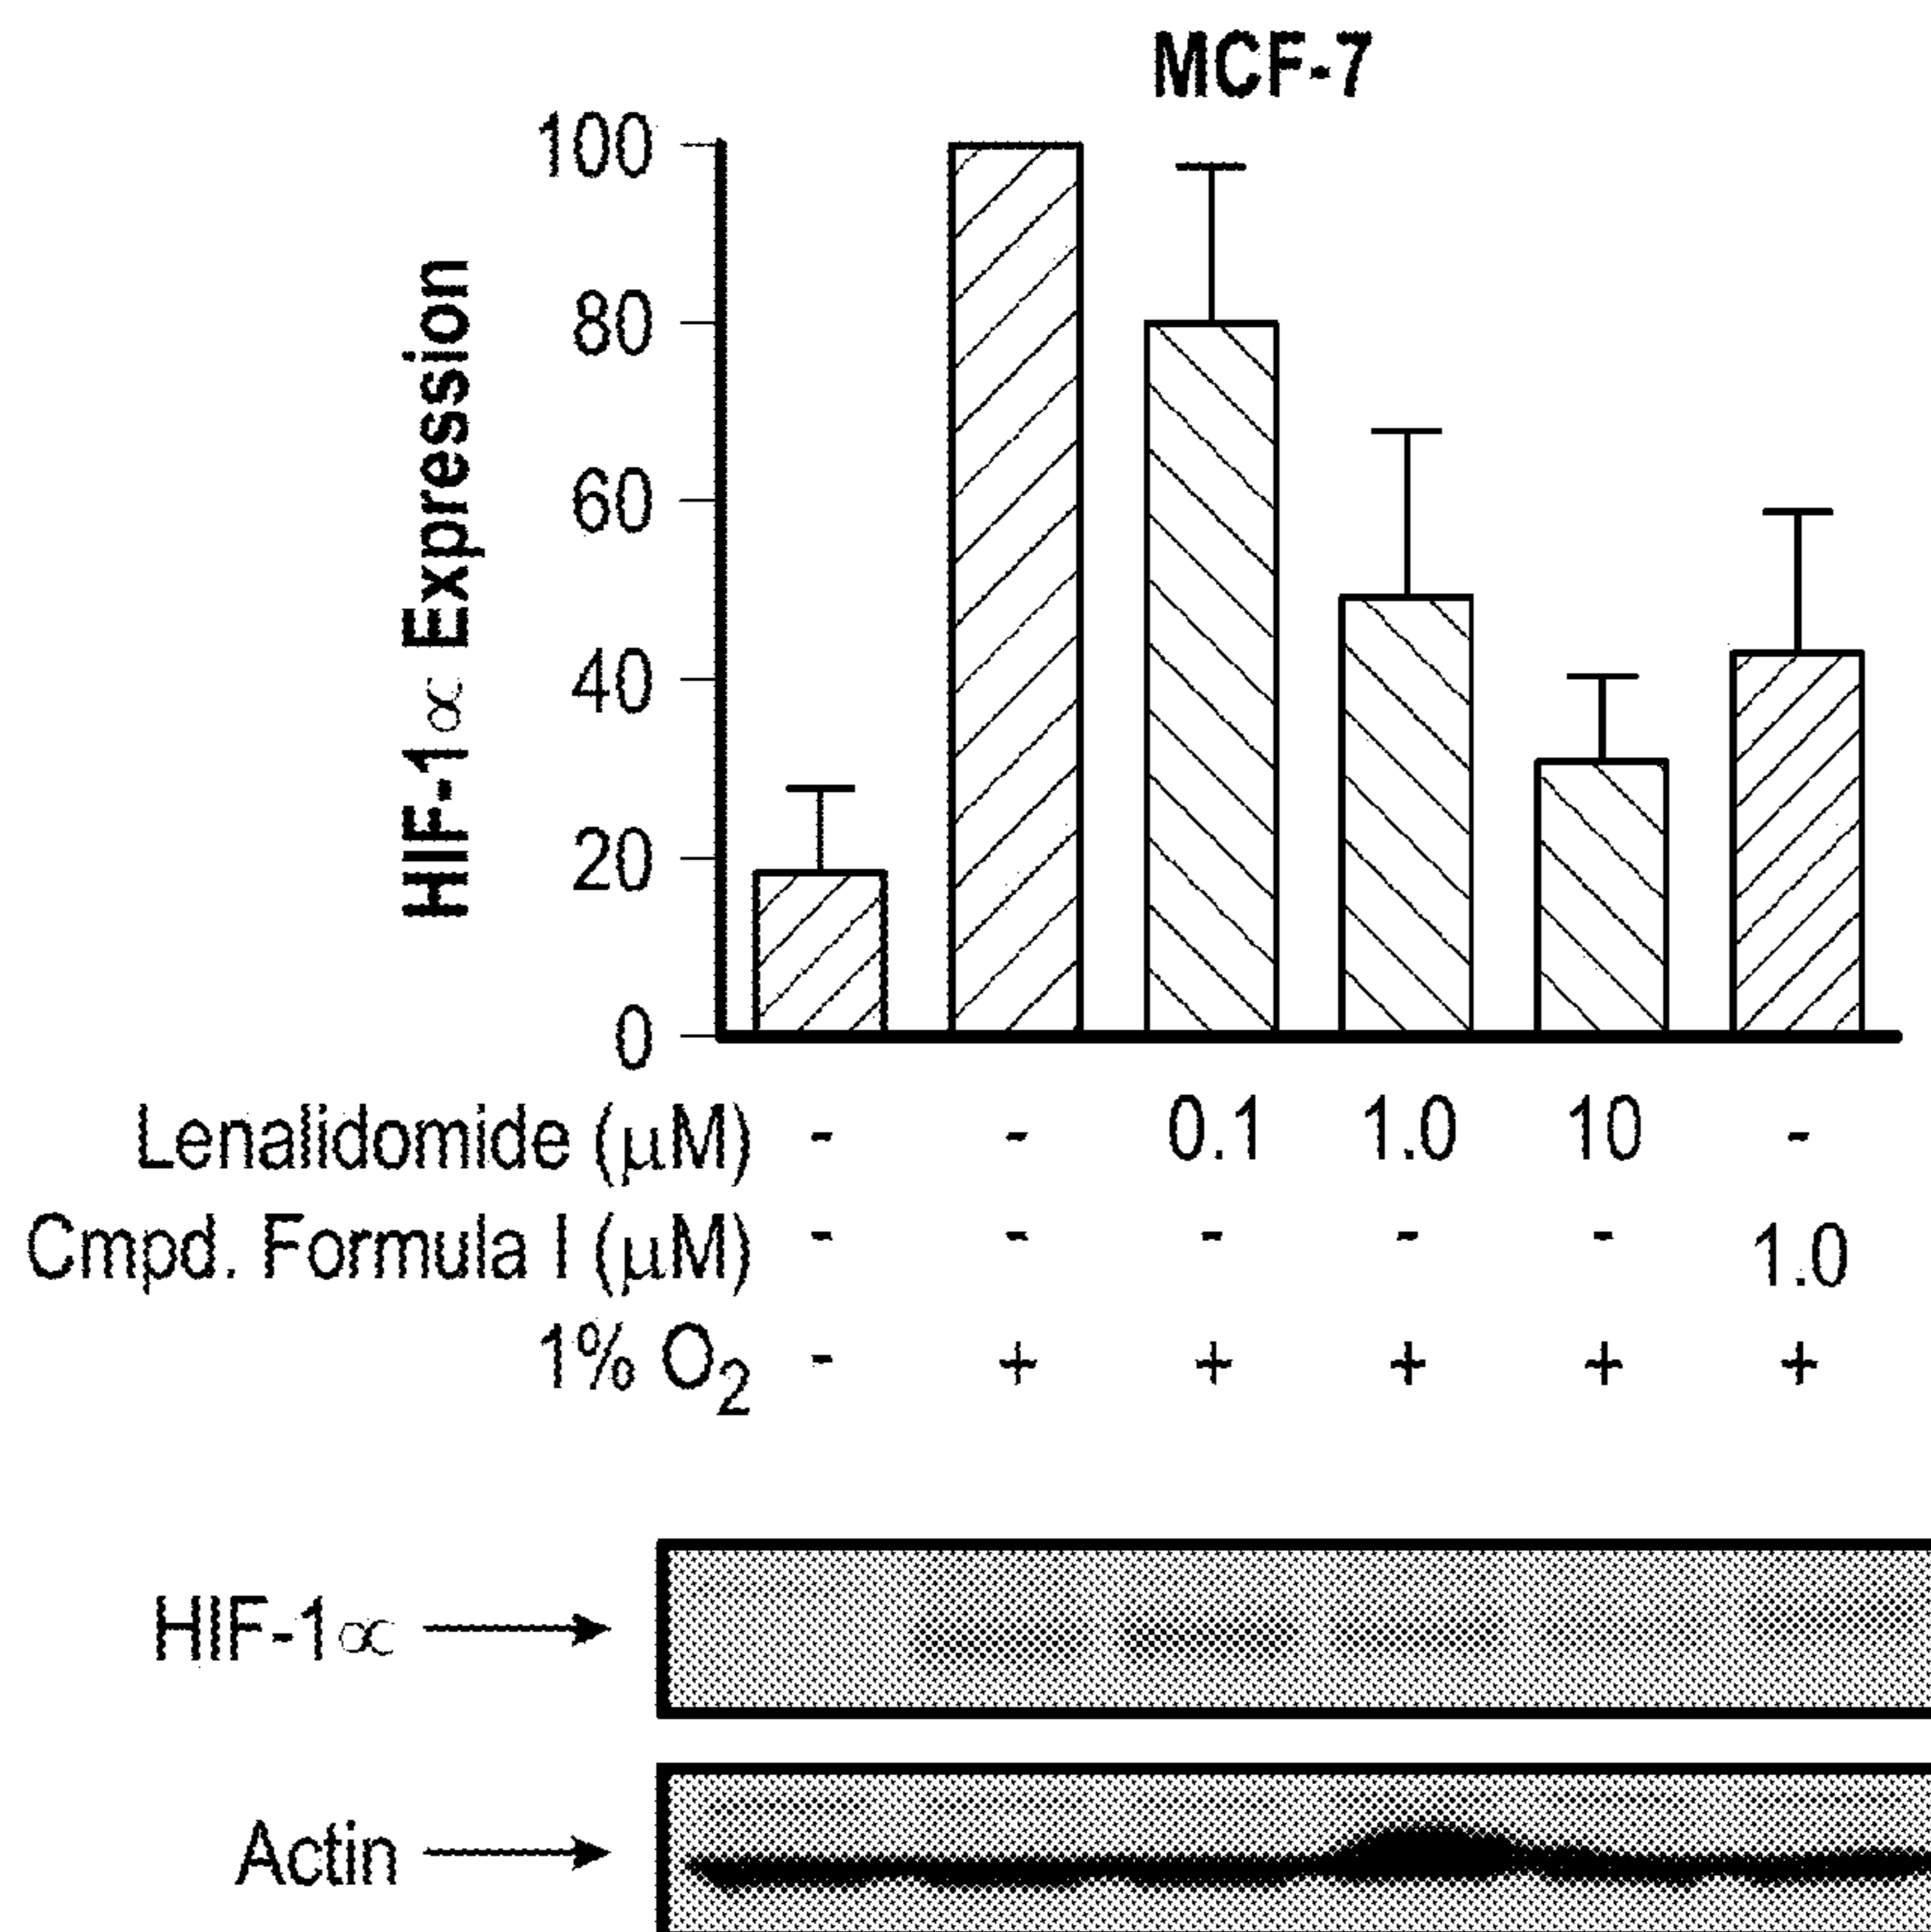 MCF-7
HIF-1∝ Expression
100
80
60
40
20
0
Lenalidomide (μM) - - 0.1 1.0 10 -
Cmpd. Formula I (μM) - - - - - 1.0
1% O₂ - + + + + +
HIF-1∝
Actin